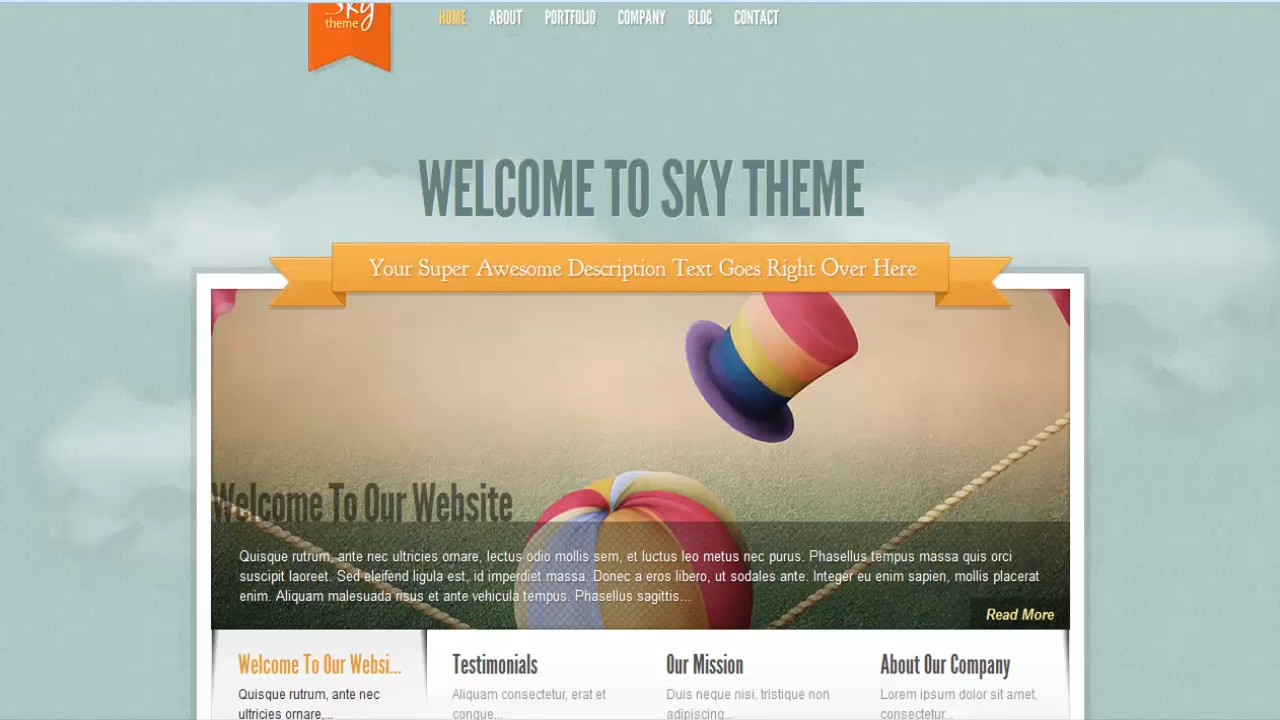 Sky
theme
HOME ABOUT PORTFOLIO COMPANY BLOG CONTACT
WELCOME TO SKY THEME
Your Super Awesome Description Text Goes Right Over Here
Welcome To Our Website
Quisque rutrum, ante nec ultricies ornare, lectus odio mollis sem, et luctus leo metus nec purus. Phasellus tempus massa quis orci
suscipit laoreet. Sed eleifend ligula est, id imperdiet massa. Donec a eros libero, ut sodales ante. Integer eu enim sapien, mollis placerat
enim. Aliquam malesuada risus et ante vehicula tempus. Phasellus sagittis...
Read More
Welcome To Our Websi...
Quisque rutrum, ante nec
ultricies ornare,...
Testimonials
Aliquam consectetur, erat et
congue...
Our Mission
Duis neque nisi, tristique non
adipiscing...
About Our Company
Lorem ipsum dolor sit amet,
consectetur...